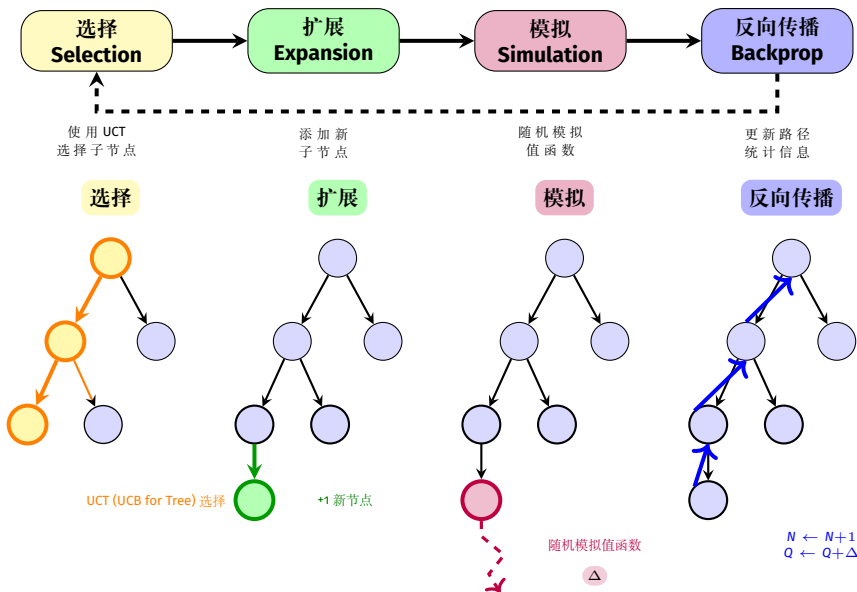 选择
Selection
扩展
Expansion
模拟
Simulation
反向传播
Backprop
使用 UCT
选择子节点
添加新
子节点
随机模拟
值函数
更新路径
统计信息
选择
扩展
模拟
反向传播
UCT (UCB for Tree) 选择
+1 新节点
随机模拟值函数
Δ
N ← N+1
Q ← Q+Δ